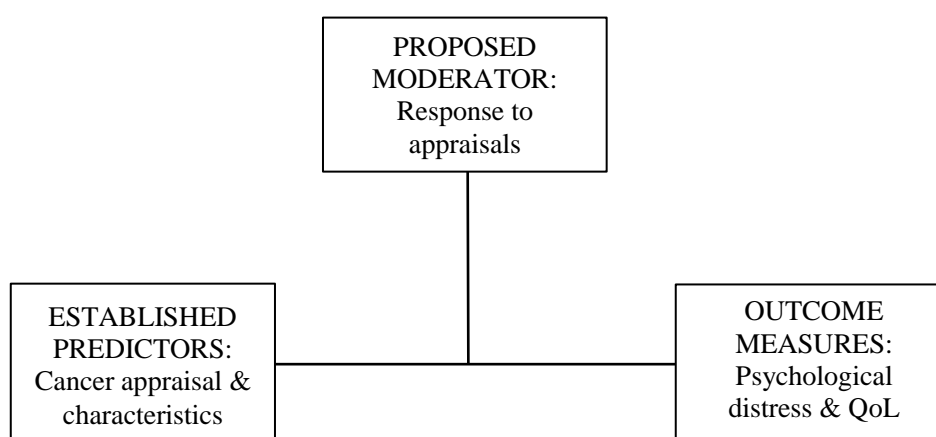 PROPOSED
MODERATOR:
Response to
appraisals
ESTABLISHED
PREDICTORS:
Cancer appraisal &
characteristics
OUTCOME
MEASURES:
Psychological
distress & QoL